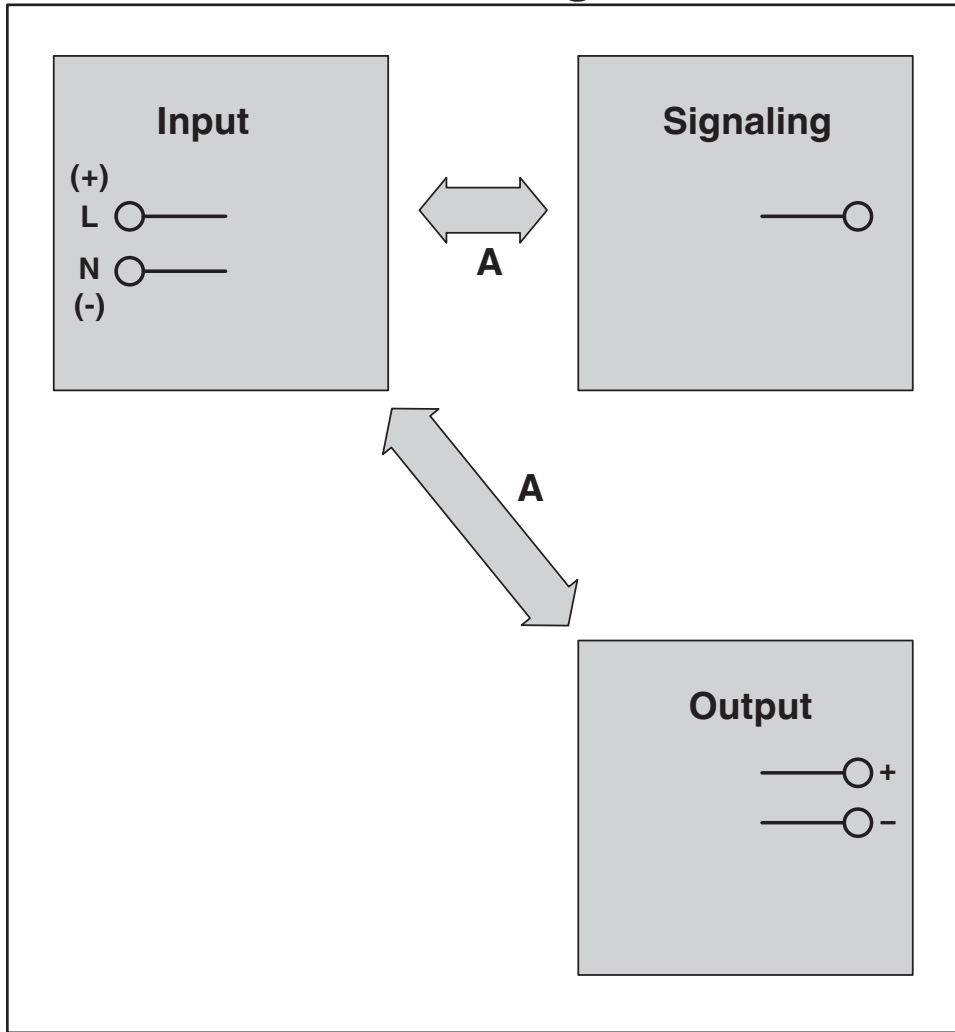 Input
(+)
L
N
(-)
A
Signaling
A
Output
+
–